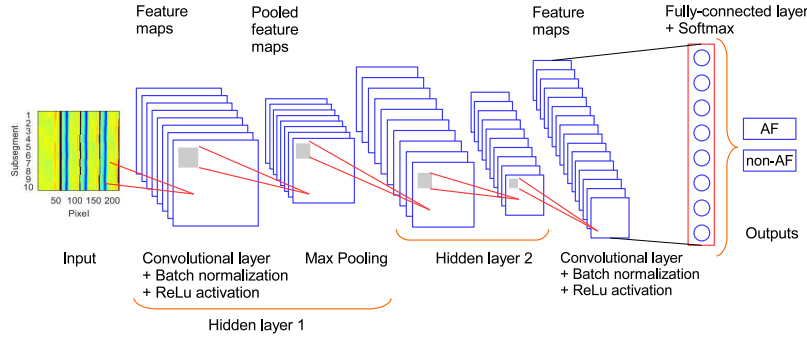 Feature
maps
Pooled
feature
maps
Feature
maps
Fully-connected layer
+ Softmax
Subsegment
1
2
3
4
5
6
7
8
9
10
50 100 150 200
Pixel
AF
non-AF
Input
Convolutional layer
+ Batch normalization
+ ReLu activation
Max Pooling
Hidden layer 2
Convolutional layer
+ Batch normalization
+ ReLu activation
Outputs
Hidden layer 1